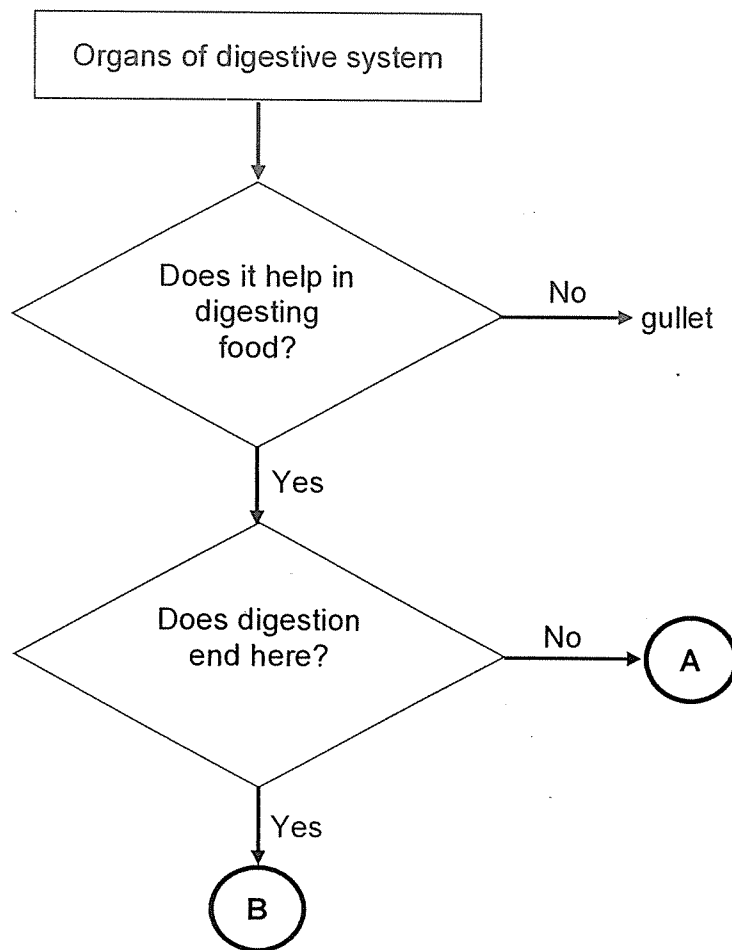 Organs of digestive system
Does it help in
digesting
food?
No
gullet
Yes
Does digestion
end here?
No
A
Yes
B